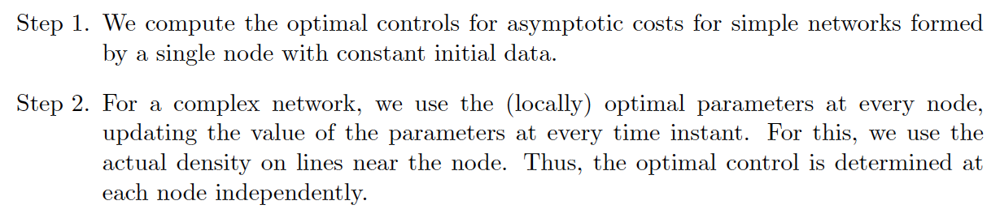 Step 1. We compute the optimal controls for asymptotic costs for simple networks formed
by a single node with constant initial data.
Step 2. For a complex network, we use the (locally) optimal parameters at every node,
updating the value of the parameters at every time instant. For this, we use the
actual density on lines near the node. Thus, the optimal control is determined at
each node independently.